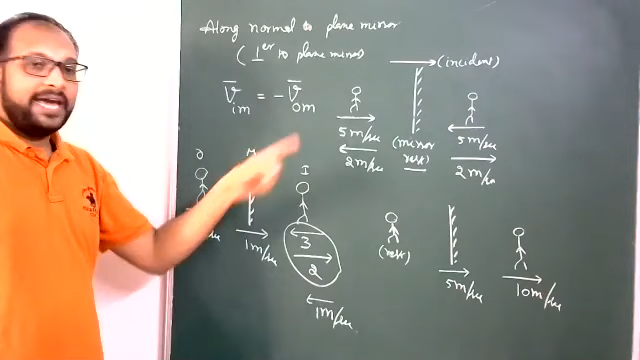 Along normal to plane mirror
(⊥er to plane mirror)
V̄im = - V̄om
(incident)
5m/sec
2m/sec
(mirror rest)
5m/sec
2m/sec
O
M
I
1m/sec
3
2
1m/sec
(rest)
5m/sec
10m/sec